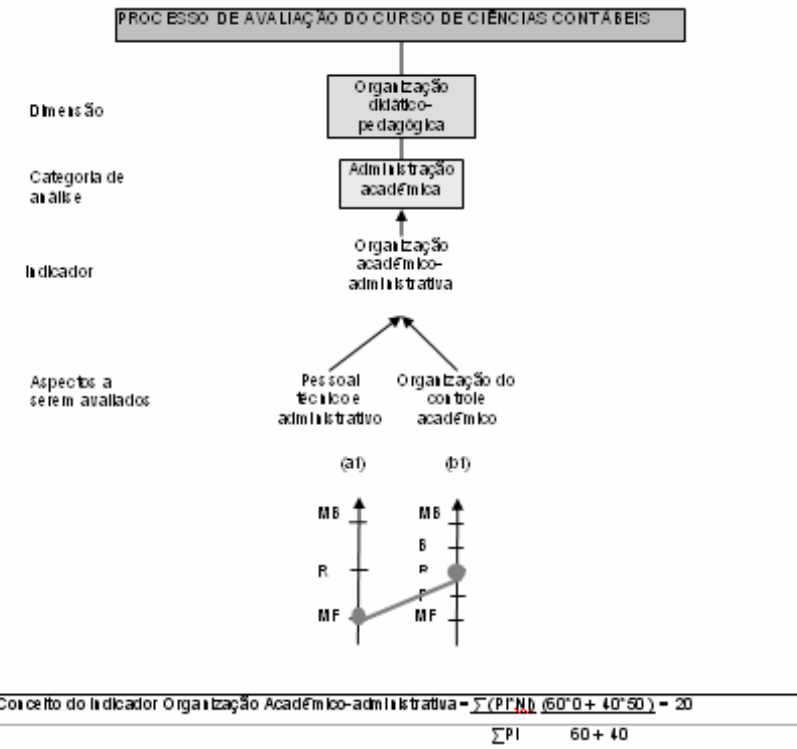 PROCESSO DE AVALIAÇÃO DO CURSO DE CIÊNCIAS CONTÁBEIS
Dimensão
Organização
didático-
pedagógica
Categoria de
análise
Administração
acadêmica
Indicador
Organização
acadêmico-
administrativa
Aspectos a
serem avaliados
Pessoal
técnico e
administrativo
Organização do
controle
acadêmico
(a1)
(b1)
MB
R
MF
MB
B
R
F
MF
Conceito do Indicador Organização Acadêmico-administrativa = ∑(PI*NI) (60*0 + 40*50) = 20
∑PI 60 + 40